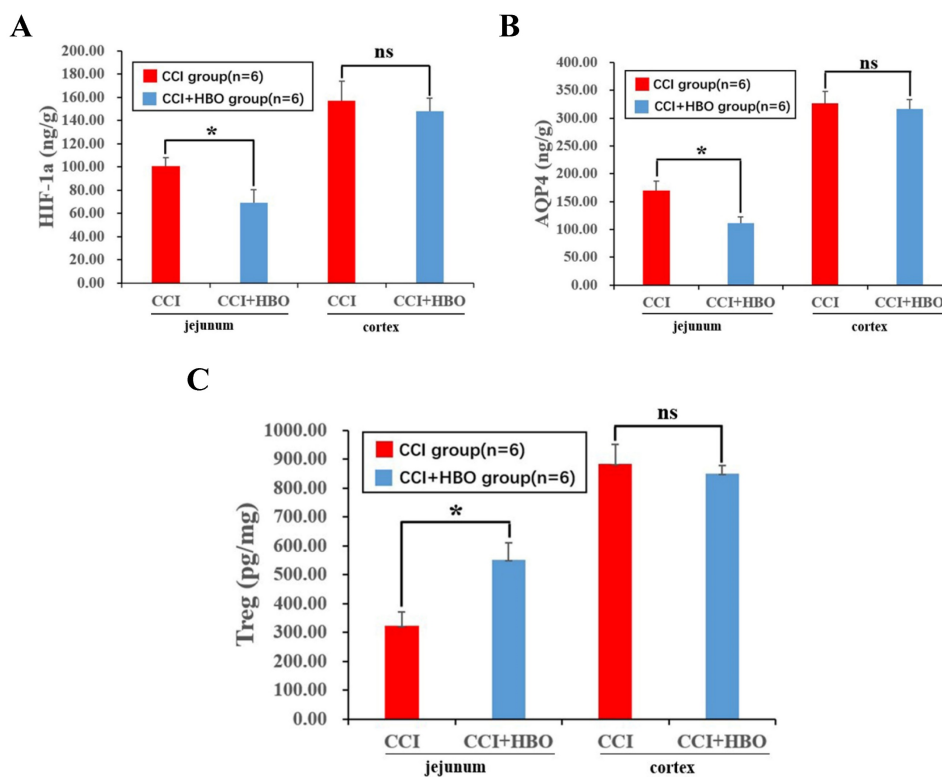 A
HIF-1a (ng/g)
200.00
180.00
160.00
140.00
120.00
100.00
80.00
60.00
40.00
20.00
0.00
CCI group(n=6)
CCI+HBO group(n=6)
*
ns
CCI CCI+HBO CCI CCI+HBO
jejunum cortex
B
AQP4 (ng/g)
400.00
350.00
300.00
250.00
200.00
150.00
100.00
50.00
0.00
CCI group(n=6)
CCI+HBO group(n=6)
*
ns
CCI CCI+HBO CCI CCI+HBO
jejunum cortex
C
Treg (pg/mg)
1000.00
900.00
800.00
700.00
600.00
500.00
400.00
300.00
200.00
100.00
0.00
CCI group(n=6)
CCI+HBO group(n=6)
*
ns
CCI CCI+HBO CCI CCI+HBO
jejunum cortex